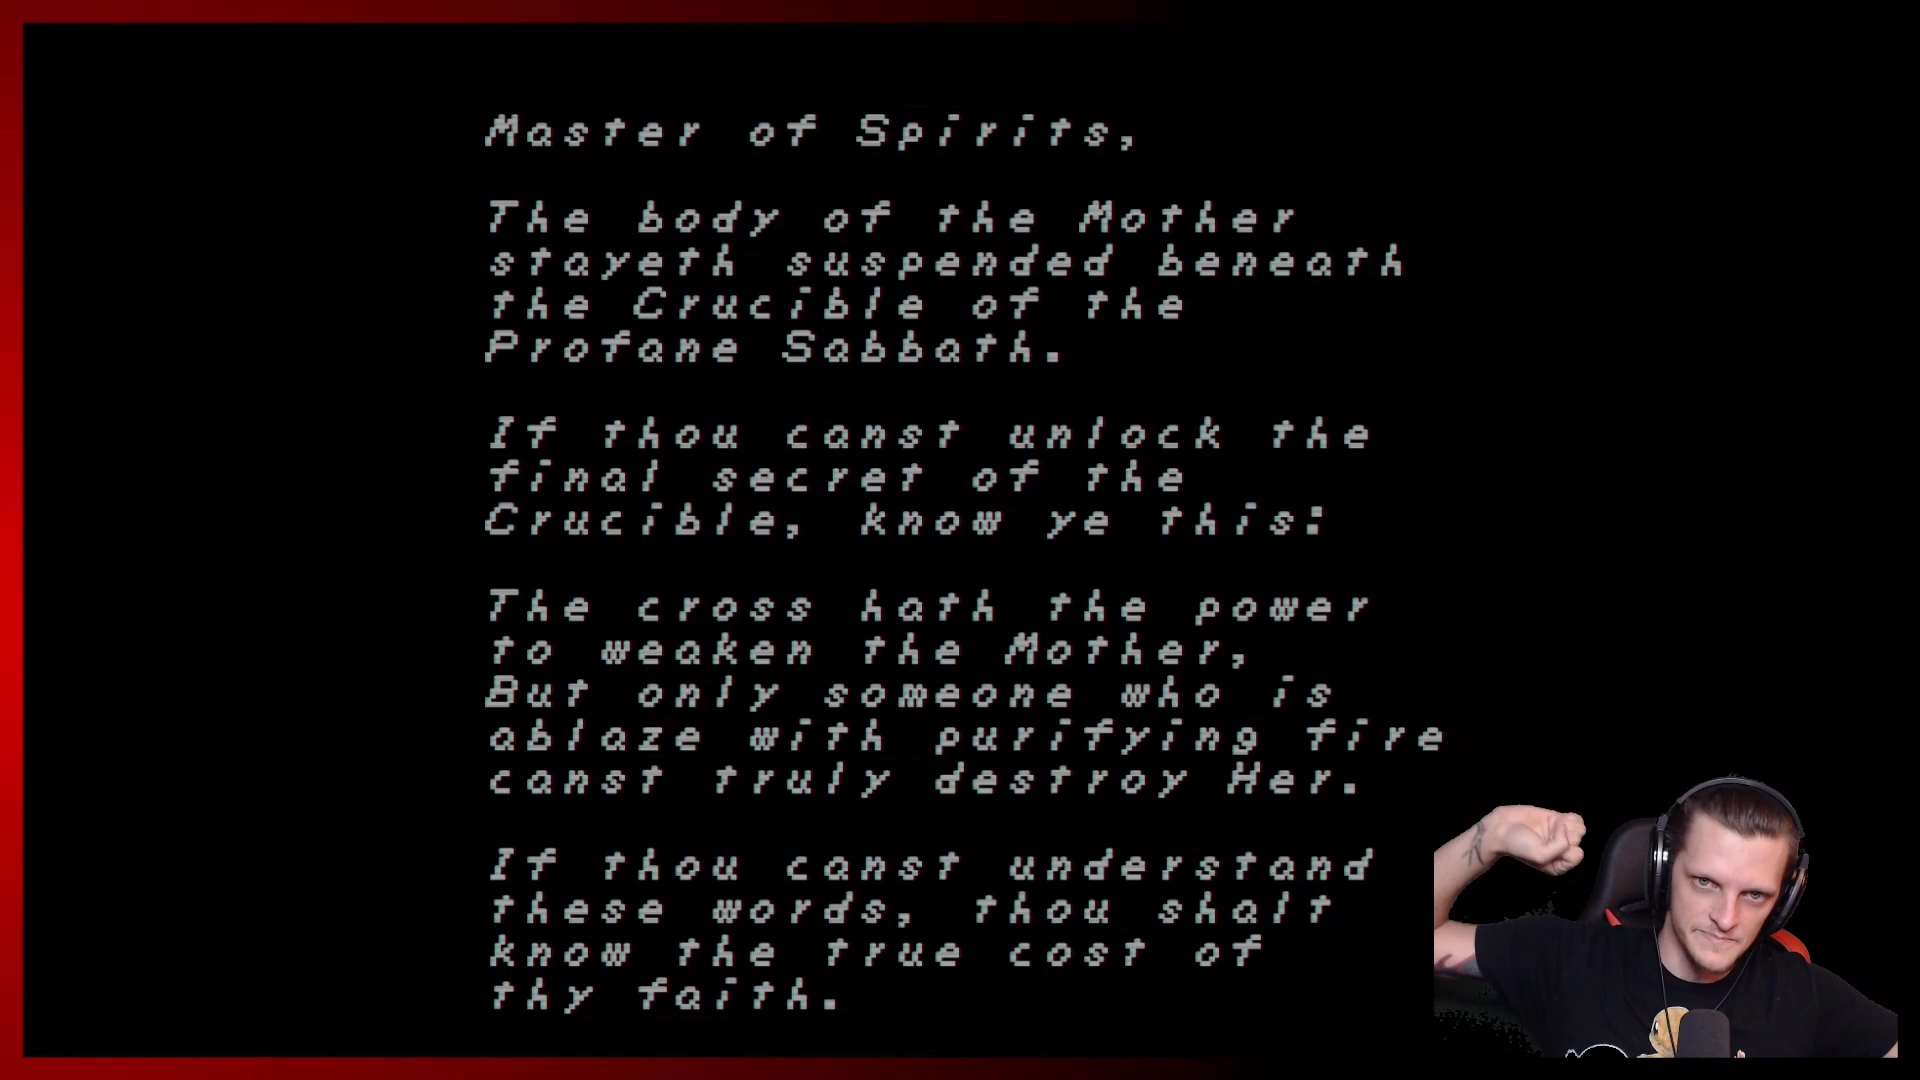 Master of Spirits,
The body of the Mother
stayeth suspended beneath
the Crucible of the
Profane Sabbath.
If thou canst unlock the
final secret of the
Crucible, know ye this:
The cross hath the power
to weaken the Mother,
But only someone who is
ablaze with purifying fire
canst truly destroy Her.
If thou canst understand
these words, thou shalt
know the true cost of
thy faith.